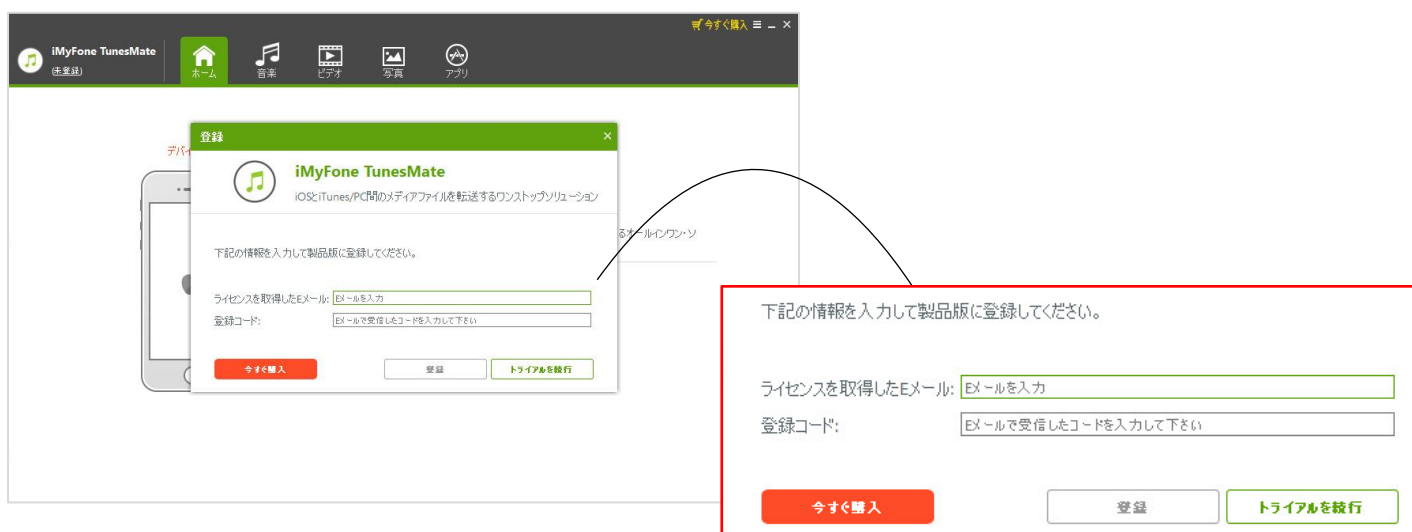 今すぐ購入
iMyFone TunesMate
(未登録)
ホーム
音楽
ビデオ
写真
アプリ
登録
iMyFone TunesMate
iOSとiTunes/PC間のメディアファイルを転送するワンストップソリューション
デバイ
るオールインワン・ソ
下記の情報を入力して製品版に登録してください。
ライセンスを取得したEメール: Eメールを入力
登録コード: Eメールで受信したコードを入力して下さい
今すぐ購入 登録 トライアルを続行
下記の情報を入力して製品版に登録してください。
ライセンスを取得したEメール: Eメールを入力
登録コード: Eメールで受信したコードを入力して下さい
今すぐ購入 登録 トライアルを続行